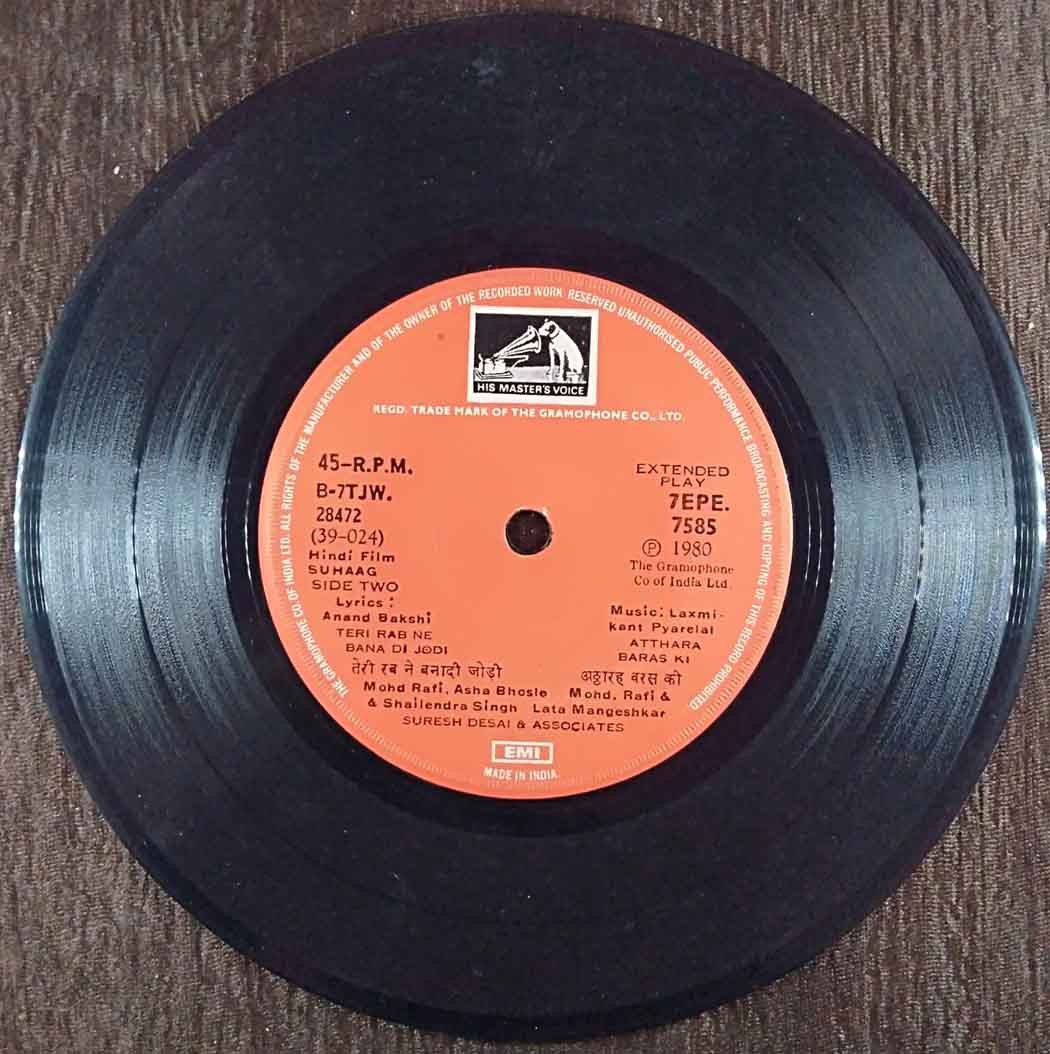 THE GRAMOPHONE CO. OF INDIA LTD. ALL RIGHTS OF THE MANUFACTURER AND OF THE OWNER OF THE RECORDED WORK RESERVED UNAUTHORISED PUBLIC PERFORMANCE BROADCASTING AND COPYING OF THIS RECORD PROHIBITED
HIS MASTER'S VOICE
REGD. TRADE MARK OF THE GRAMOPHONE CO., LTD.
45-R.P.M.
B-7TJW.
28472
(39-024)
Hindi Film
SUHAAG
SIDE TWO
Lyrics :
Anand Bakshi
TERI RAB NE
BANA DI JODI
तेरी रब ने बनादी जोड़ी
Mohd Rafi, Asha Bhosle
& Shailendra Singh
EXTENDED
PLAY
7EPE.
7585
Ⓟ 1980
The Gramophone
Co of India Ltd.
Music: Laxmi-
kant Pyarelal
ATTHARA
BARAS KI
अठ्ठारह बरस की
Mohd. Rafi &
Lata Mangeshkar
SURESH DESAI & ASSOCIATES
EMI
MADE IN INDIA.